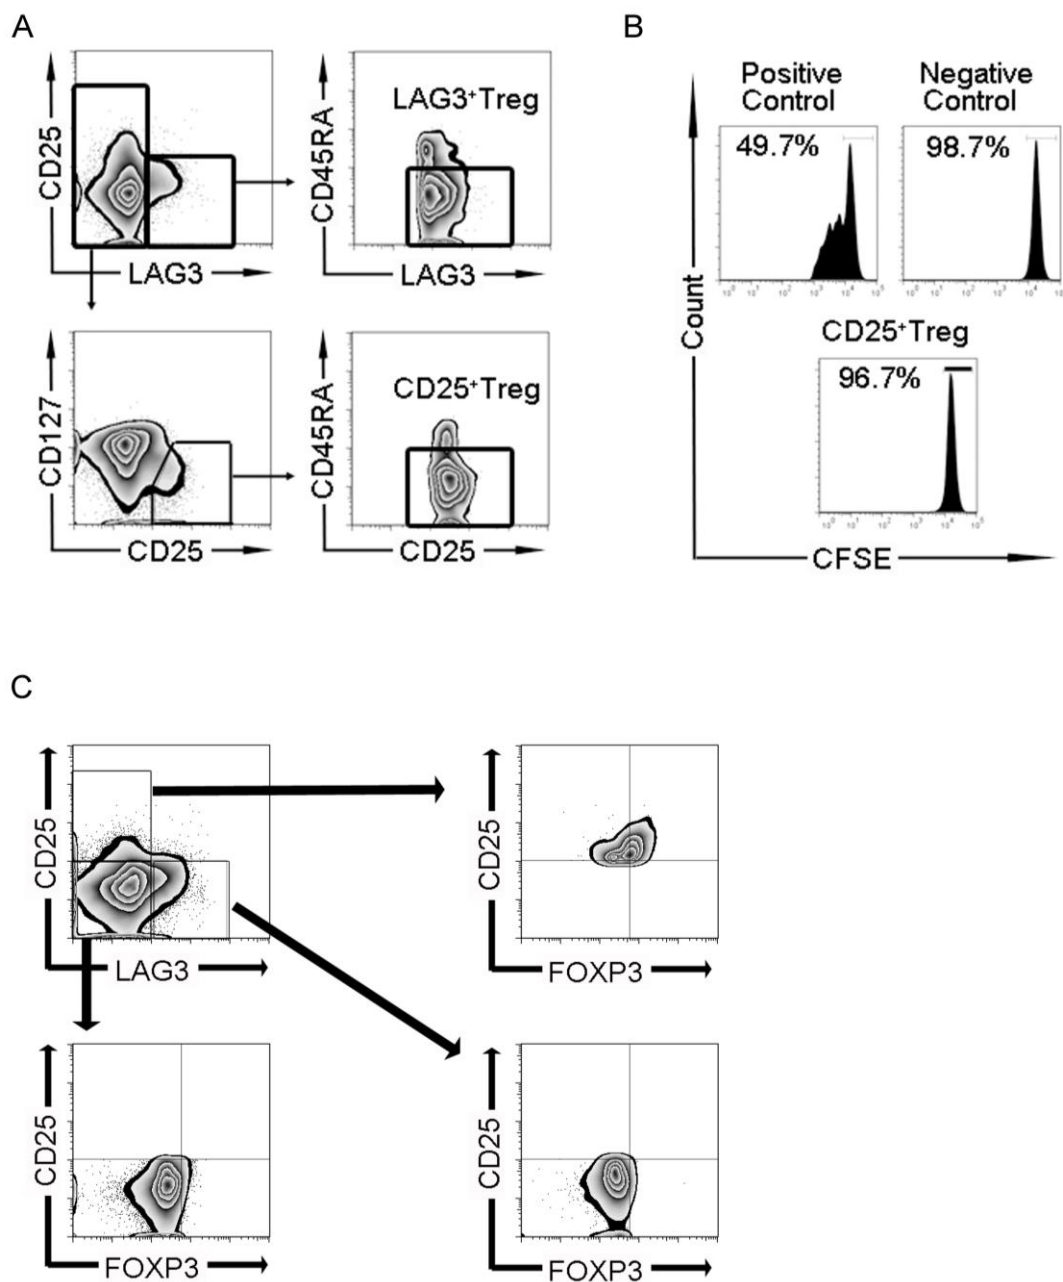 A
CD25
LAG3
CD45RA
LAG3⁺Treg
LAG3
CD127
CD25
CD45RA
CD25⁺Treg
CD25
B
Positive
Control
49.7%
Negative
Control
98.7%
CD25⁺Treg
96.7%
Count
CFSE
C
CD25
LAG3
CD25
FOXP3
CD25
FOXP3
CD25
FOXP3